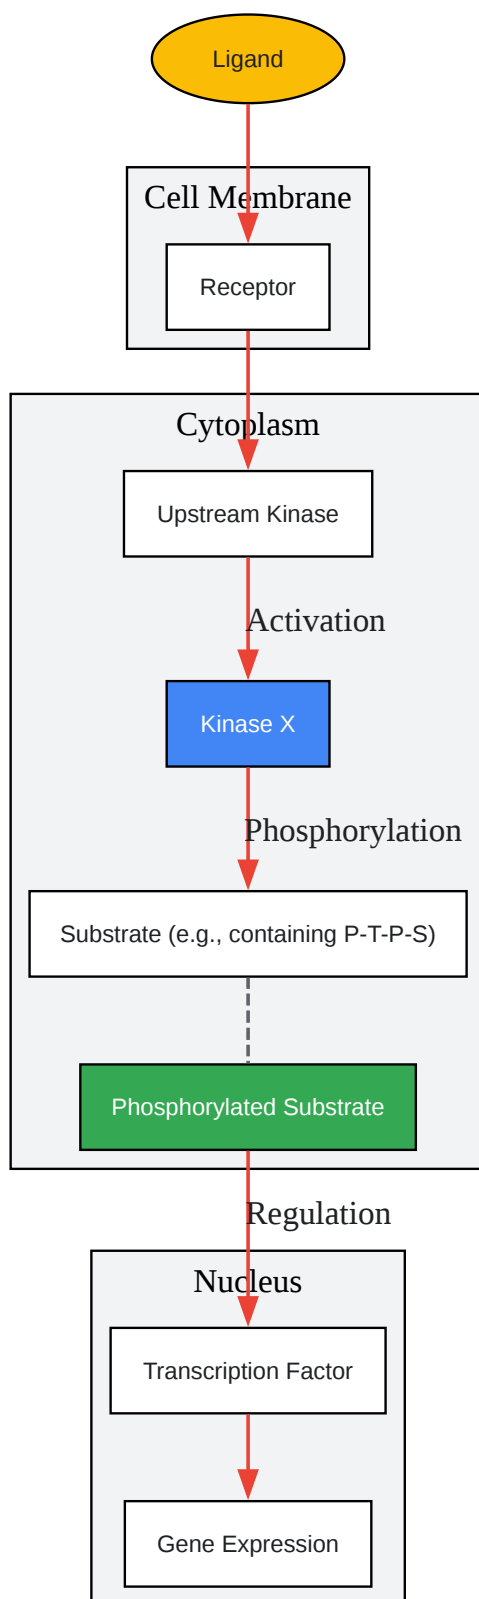 Ligand
Cell Membrane
Receptor
Cytoplasm
Upstream Kinase
Activation
Kinase X
Phosphorylation
Substrate (e.g., containing P-T-P-S)
Phosphorylated Substrate
Regulation
Nucleus
Transcription Factor
Gene Expression